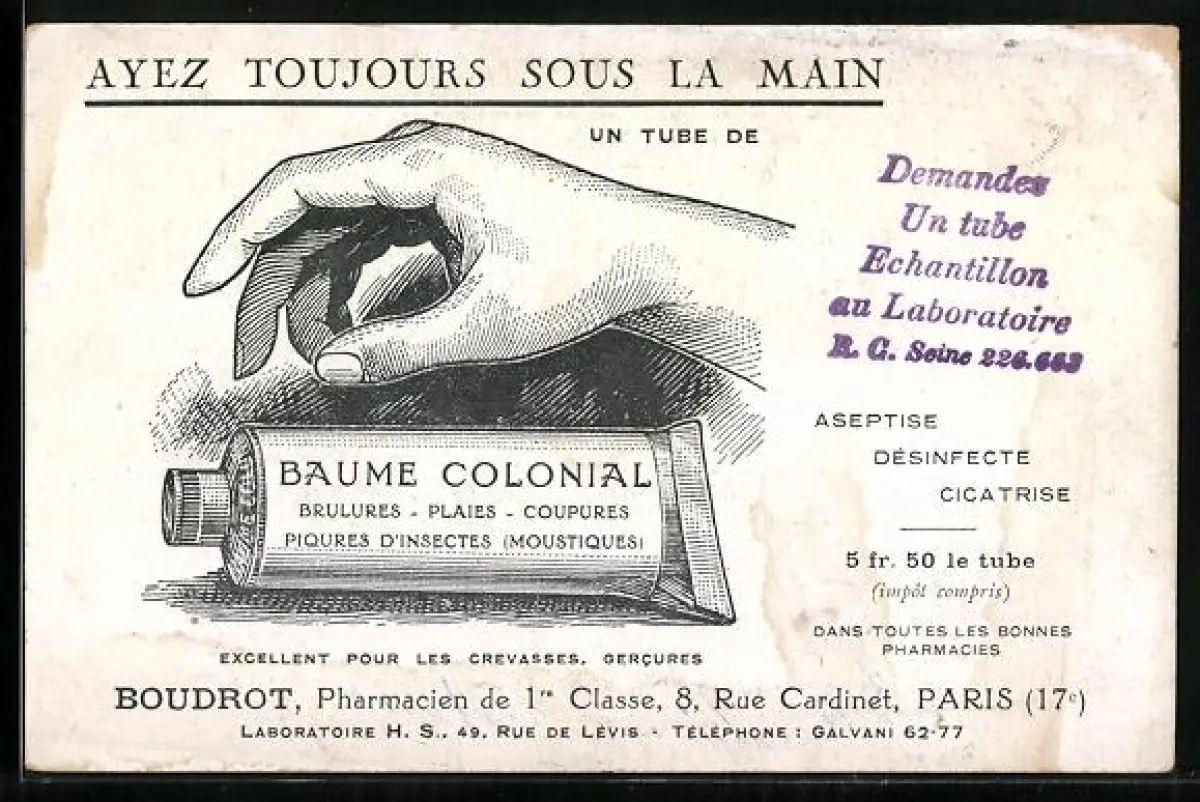 AYEZ TOUJOURS SOUS LA MAIN
UN TUBE DE
Demandez
Un tube
Echantillon
au Laboratoire
R. C. Seine 226.663
BAUME COLONIAL
BRULURES - PLAIES - COUPURES
PIQURES D'INSECTES (MOUSTIQUES)
ASEPTISE
DÉSINFECTE
CICATRISE
5 fr. 50 le tube
(impôt compris)
DANS TOUTES LES BONNES
PHARMACIES
EXCELLENT POUR LES CREVASSES, GERÇURES
BOUDROT, Pharmacien de 1re Classe, 8, Rue Cardinet, PARIS (17e)
LABORATOIRE H. S., 49, RUE DE LÉVIS - TÉLÉPHONE : GALVANI 62-77